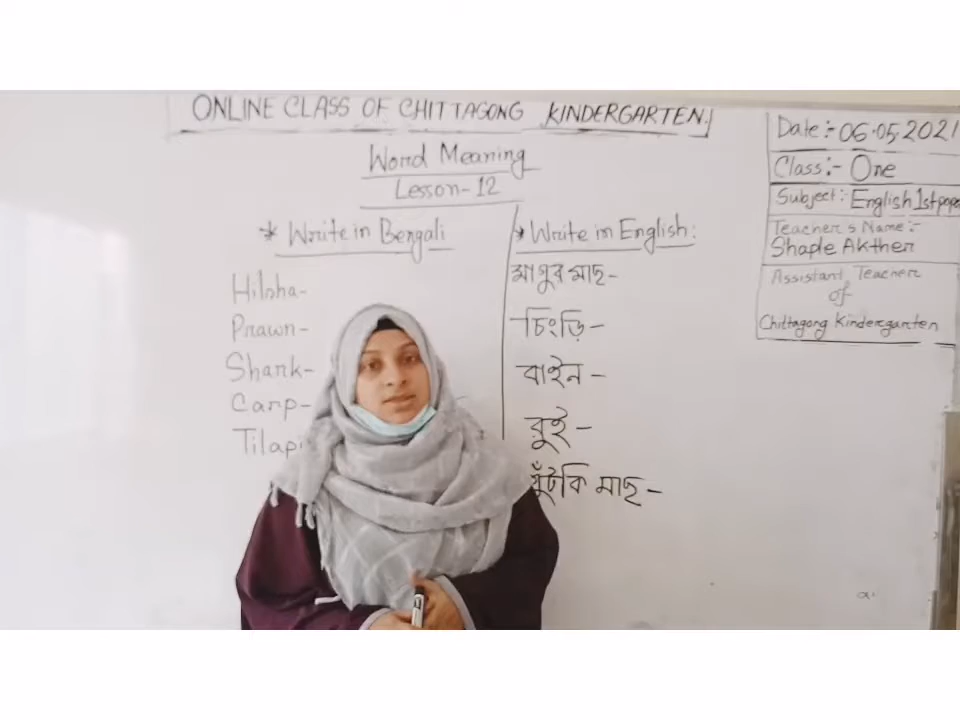 ONLINE CLASS OF CHITTAGONG KINDERGARTEN.
Word Meaning
Lesson-12
* Write in Bengali
Hilsha-
Prawn-
Shark-
Carp-
Tilapi
* Write in English:
মাগুর মাছ-
চিংড়ি-
বাইন-
রুই-
শুঁটকি মাছ-
Date:- 06.05.2021
Class:- One
Subject:- English 1st pape
Teacher's Name:-
Shaple Akther
Assistant Teacher
of
Chittagong Kindergarten